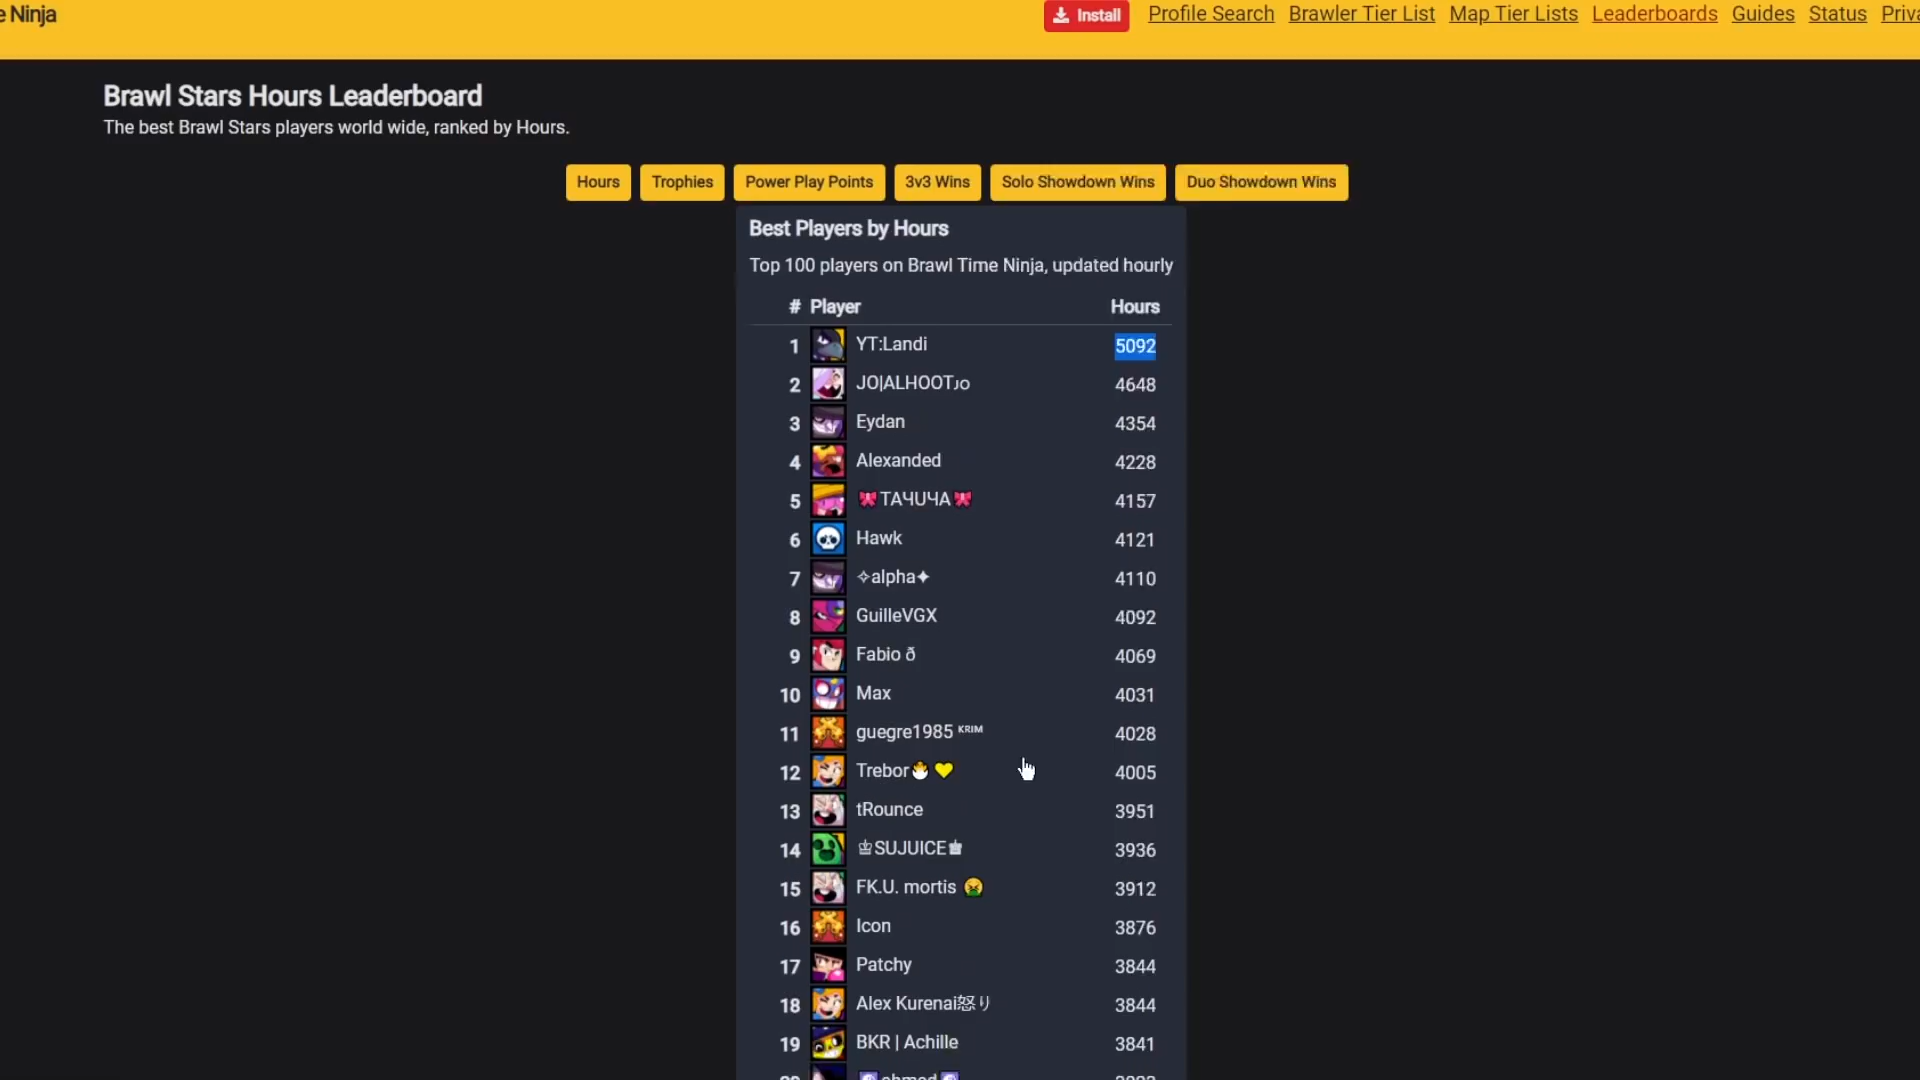 e Ninja
Install
Profile Search Brawler Tier List Map Tier Lists Leaderboards Guides Status Priva
Brawl Stars Hours Leaderboard
The best Brawl Stars players world wide, ranked by Hours.
Hours Trophies Power Play Points 3v3 Wins Solo Showdown Wins Duo Showdown Wins
Best Players by Hours
Top 100 players on Brawl Time Ninja, updated hourly
# Player Hours
1 YT:Landi 5092
2 JO|ALHOOTᴊᴏ 4648
3 Eydan 4354
4 Alexanded 4228
5 🎀TAЧUЧA🎀 4157
6 Hawk 4121
7 ✧alpha✦ 4110
8 GuilleVGX 4092
9 Fabio ð 4069
10 Max 4031
11 guegre1985 ᴷᴿᴵᴹ 4028
12 Trebor🐣💛 4005
13 tRounce 3951
14 ♔SUJUICE♚ 3936
15 FK.U. mortis 🤮 3912
16 Icon 3876
17 Patchy 3844
18 Alex Kurenai怒り 3844
19 BKR | Achille 3841